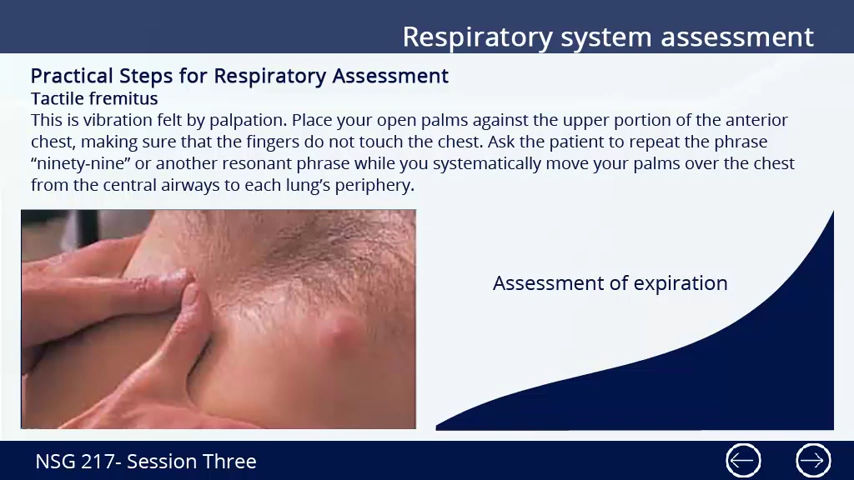 Respiratory system assessment
Practical Steps for Respiratory Assessment
Tactile fremitus
This is vibration felt by palpation. Place your open palms against the upper portion of the anterior
chest, making sure that the fingers do not touch the chest. Ask the patient to repeat the phrase
“ninety-nine” or another resonant phrase while you systematically move your palms over the chest
from the central airways to each lung’s periphery.
Assessment of expiration
NSG 217- Session Three